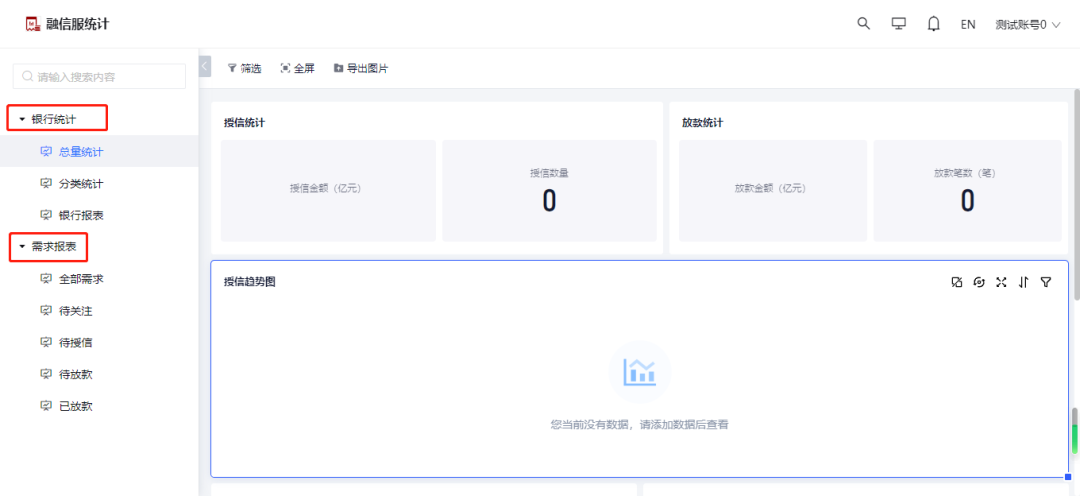 融信服统计
EN
测试账号0
请输入搜索内容
筛选
全屏
导出图片
银行统计
总量统计
分类统计
银行报表
需求报表
全部需求
待关注
待授信
待放款
已放款
授信统计
授信金额（亿元）
授信数量
0
放款统计
放款金额（亿元）
放款笔数（笔）
0
授信趋势图
您当前没有数据，请添加数据后查看